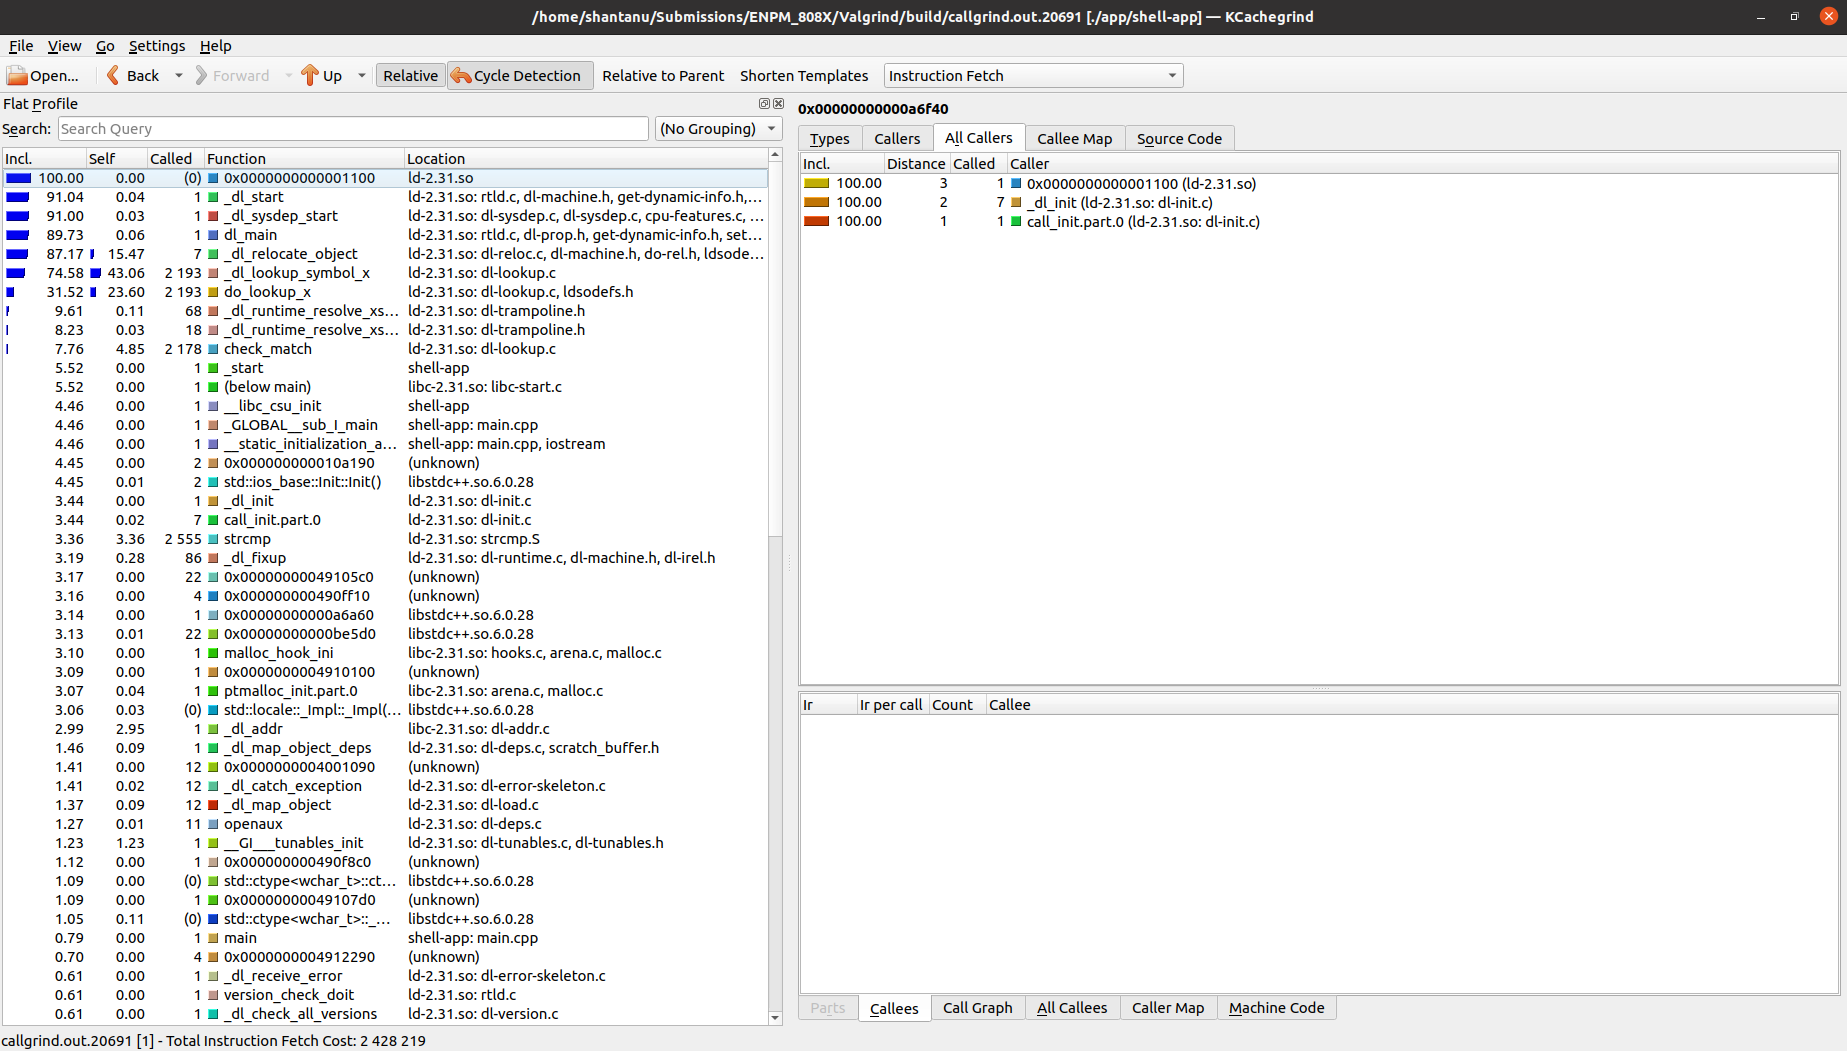 /home/shantanu/Submissions/ENPM_808X/Valgrind/build/callgrind.out.20691 [./app/shell-app] — KCachegrind
File View Go Settings Help
Open... Back Forward Up Relative Cycle Detection Relative to Parent Shorten Templates Instruction Fetch
Flat Profile
Search: Search Query (No Grouping)
Incl. Self Called Function Location
100.00 0.00 (0) 0x0000000000001100 ld-2.31.so
91.04 0.04 1 _dl_start ld-2.31.so: rtld.c, dl-machine.h, get-dynamic-info.h,...
91.00 0.03 1 _dl_sysdep_start ld-2.31.so: dl-sysdep.c, dl-sysdep.c, cpu-features.c, ...
89.73 0.06 1 dl_main ld-2.31.so: rtld.c, dl-prop.h, get-dynamic-info.h, set...
87.17 15.47 7 _dl_relocate_object ld-2.31.so: dl-reloc.c, dl-machine.h, do-rel.h, ldsode...
74.58 43.06 2 193 _dl_lookup_symbol_x ld-2.31.so: dl-lookup.c
31.52 23.60 2 193 do_lookup_x ld-2.31.so: dl-lookup.c, ldsodefs.h
9.61 0.11 68 _dl_runtime_resolve_xs... ld-2.31.so: dl-trampoline.h
8.23 0.03 18 _dl_runtime_resolve_xs... ld-2.31.so: dl-trampoline.h
7.76 4.85 2 178 check_match ld-2.31.so: dl-lookup.c
5.52 0.00 1 _start shell-app
5.52 0.00 1 (below main) libc-2.31.so: libc-start.c
4.46 0.00 1 __libc_csu_init shell-app
4.46 0.00 1 _GLOBAL__sub_I_main shell-app: main.cpp
4.46 0.00 1 __static_initialization_a... shell-app: main.cpp, iostream
4.45 0.00 2 0x000000000010a190 (unknown)
4.45 0.01 2 std::ios_base::Init::Init() libstdc++.so.6.0.28
3.44 0.00 1 _dl_init ld-2.31.so: dl-init.c
3.44 0.02 7 call_init.part.0 ld-2.31.so: dl-init.c
3.36 3.36 2 555 strcmp ld-2.31.so: strcmp.S
3.19 0.28 86 _dl_fixup ld-2.31.so: dl-runtime.c, dl-machine.h, dl-irel.h
3.17 0.00 22 0x00000000049105c0 (unknown)
3.16 0.00 4 0x000000000490ff10 (unknown)
3.14 0.00 1 0x00000000000a6a60 libstdc++.so.6.0.28
3.13 0.01 22 0x00000000000be5d0 libstdc++.so.6.0.28
3.10 0.00 1 malloc_hook_ini libc-2.31.so: hooks.c, arena.c, malloc.c
3.09 0.00 1 0x0000000004910100 (unknown)
3.07 0.04 1 ptmalloc_init.part.0 libc-2.31.so: arena.c, malloc.c
3.06 0.03 (0) std::locale::_Impl::_Impl(... libstdc++.so.6.0.28
2.99 2.95 1 _dl_addr libc-2.31.so: dl-addr.c
1.46 0.09 1 _dl_map_object_deps ld-2.31.so: dl-deps.c, scratch_buffer.h
1.41 0.00 12 0x0000000004001090 (unknown)
1.41 0.02 12 _dl_catch_exception ld-2.31.so: dl-error-skeleton.c
1.37 0.09 12 _dl_map_object ld-2.31.so: dl-load.c
1.27 0.01 11 openaux ld-2.31.so: dl-deps.c
1.23 1.23 1 __GI___tunables_init ld-2.31.so: dl-tunables.c, dl-tunables.h
1.12 0.00 1 0x000000000490f8c0 (unknown)
1.09 0.00 (0) std::ctype<wchar_t>::ct... libstdc++.so.6.0.28
1.09 0.00 1 0x00000000049107d0 (unknown)
1.05 0.11 (0) std::ctype<wchar_t>::_... libstdc++.so.6.0.28
0.79 0.00 1 main shell-app: main.cpp
0.70 0.00 4 0x0000000004912290 (unknown)
0.61 0.00 1 _dl_receive_error ld-2.31.so: dl-error-skeleton.c
0.61 0.00 1 version_check_doit ld-2.31.so: rtld.c
0.61 0.00 1 _dl_check_all_versions ld-2.31.so: dl-version.c
0x00000000000a6f40
Types Callers All Callers Callee Map Source Code
Incl. Distance Called Caller
100.00 3 1 0x0000000000001100 (ld-2.31.so)
100.00 2 7 _dl_init (ld-2.31.so: dl-init.c)
100.00 1 1 call_init.part.0 (ld-2.31.so: dl-init.c)
Ir Ir per call Count Callee
Parts Callees Call Graph All Callees Caller Map Machine Code
callgrind.out.20691 [1] - Total Instruction Fetch Cost: 2 428 219